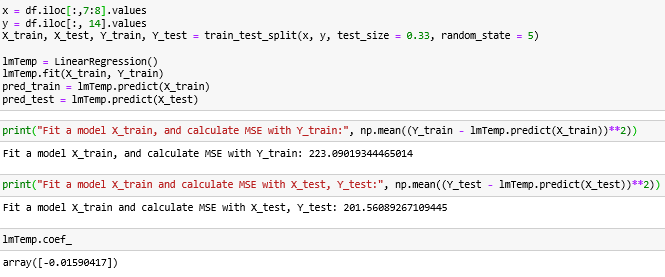 x = df.iloc[:,7:8].values
y = df.iloc[:, 14].values
X_train, X_test, Y_train, Y_test = train_test_split(x, y, test_size = 0.33, random_state = 5)
lmTemp = LinearRegression()
lmTemp.fit(X_train, Y_train)
pred_train = lmTemp.predict(X_train)
pred_test = lmTemp.predict(X_test)
print("Fit a model X_train, and calculate MSE with Y_train:", np.mean((Y_train - lmTemp.predict(X_train))**2))
Fit a model X_train, and calculate MSE with Y_train: 223.09019344465014
print("Fit a model X_train and calculate MSE with X_test, Y_test:", np.mean((Y_test - lmTemp.predict(X_test))**2))
Fit a model X_train and calculate MSE with X_test, Y_test: 201.56089267109445
lmTemp.coef_
array([-0.01590417])